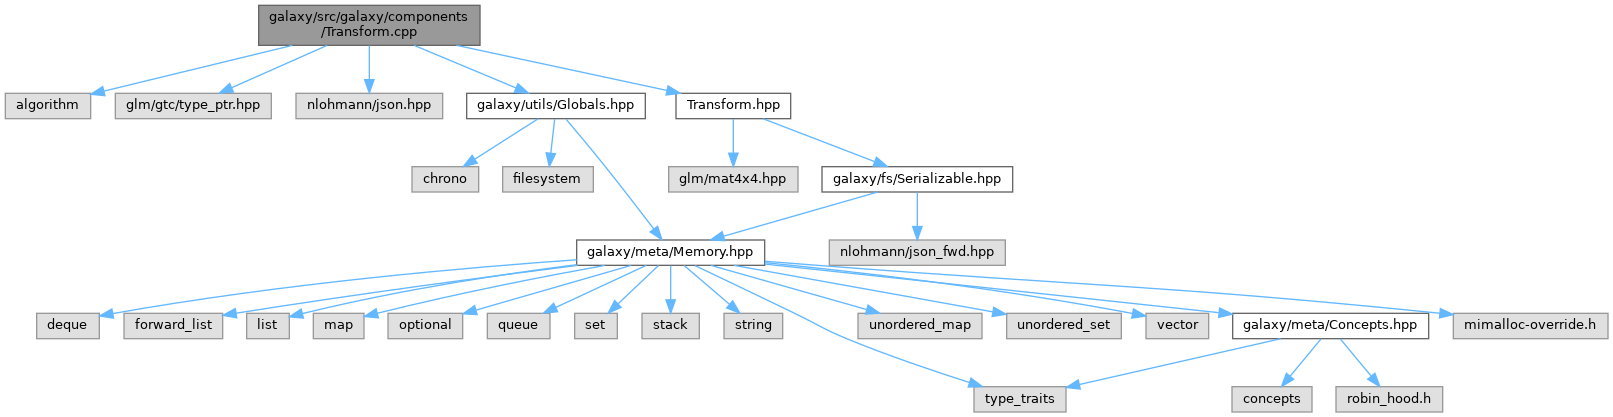 galaxy/src/galaxy/components
/Transform.cpp
algorithm
glm/gtc/type_ptr.hpp
nlohmann/json.hpp
galaxy/utils/Globals.hpp
Transform.hpp
chrono
filesystem
glm/mat4x4.hpp
galaxy/fs/Serializable.hpp
galaxy/meta/Memory.hpp
nlohmann/json_fwd.hpp
deque
forward_list
list
map
optional
queue
set
stack
string
unordered_map
unordered_set
vector
galaxy/meta/Concepts.hpp
mimalloc-override.h
type_traits
concepts
robin_hood.h